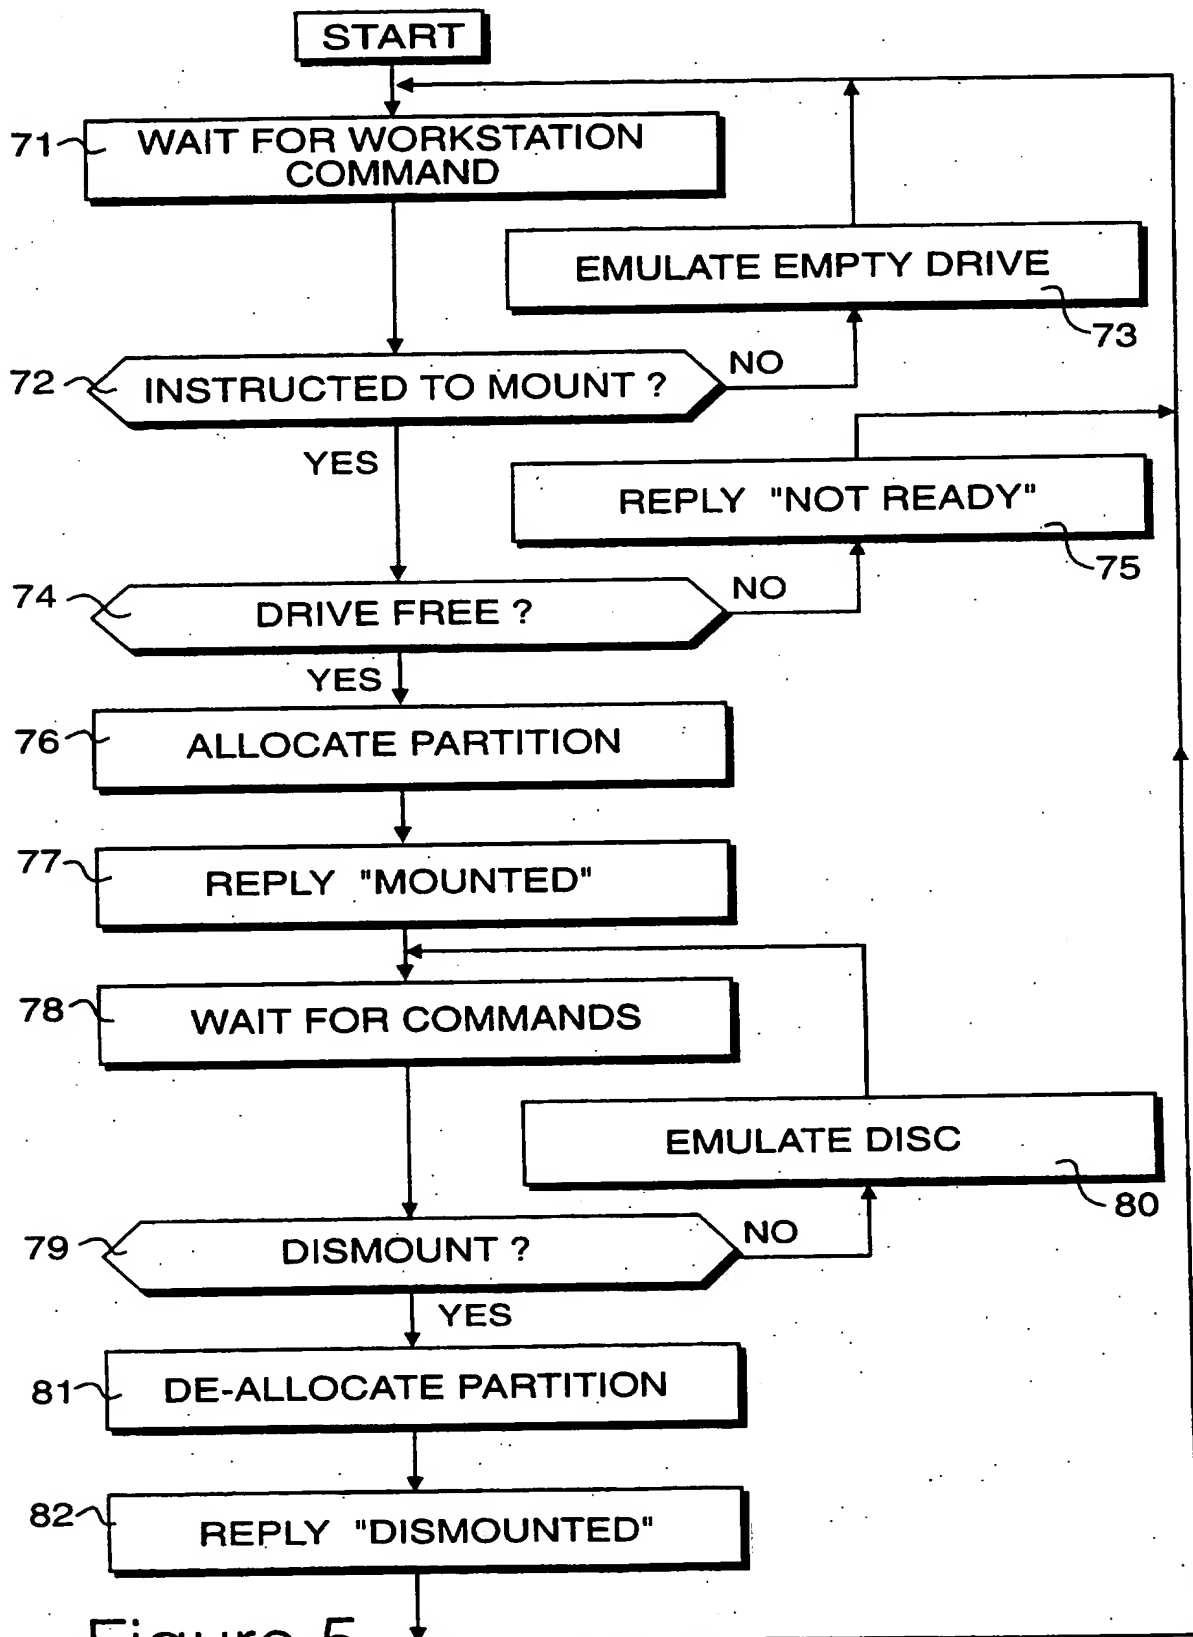 START
71
WAIT FOR WORKSTATION
COMMAND
EMULATE EMPTY DRIVE
73
72
INSTRUCTED TO MOUNT ?
NO
YES
REPLY "NOT READY"
75
74
DRIVE FREE ?
NO
YES
76
ALLOCATE PARTITION
77
REPLY "MOUNTED"
78
WAIT FOR COMMANDS
EMULATE DISC
80
79
DISMOUNT ?
NO
YES
81
DE-ALLOCATE PARTITION
82
REPLY "DISMOUNTED"
Figure 5